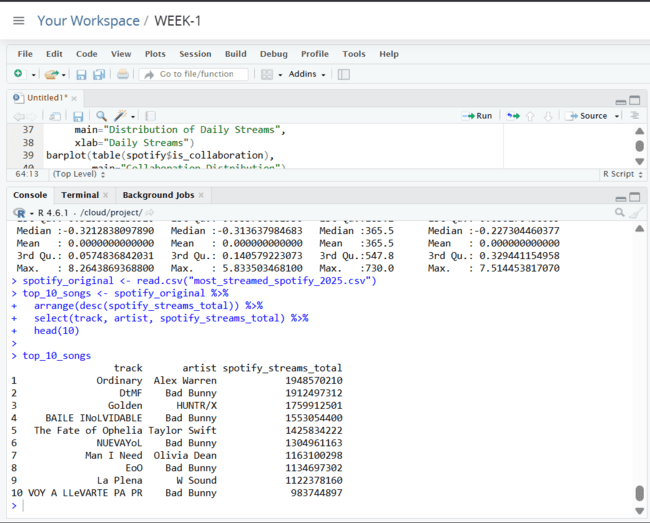 Your Workspace / WEEK-1
File Edit Code View Plots Session Build Debug Profile Tools Help
Go to file/function Addins
Untitled1*
Run Source
37 main="Distribution of Daily Streams",
38 xlab="Daily Streams")
39 barplot(table(spotify$is_collaboration),
64:13 (Top Level) R Script
Console Terminal Background Jobs
R 4.6.1 · /cloud/project/
Median :-0.3212838097890 Median :-0.313637984683 Median :365.5 Median :-0.227304460377
Mean : 0.0000000000000 Mean : 0.000000000000 Mean :365.5 Mean : 0.000000000000
3rd Qu.: 0.0574836842031 3rd Qu.: 0.140579223073 3rd Qu.:547.8 3rd Qu.: 0.329441154958
Max. : 8.2643869368800 Max. : 5.833503468100 Max. :730.0 Max. : 7.514453817070
> spotify_original <- read.csv("most_streamed_spotify_2025.csv")
> top_10_songs <- spotify_original %>%
+ arrange(desc(spotify_streams_total)) %>%
+ select(track, artist, spotify_streams_total) %>%
+ head(10)
>
> top_10_songs
track artist spotify_streams_total
1 Ordinary Alex Warren 1948570210
2 DtMF Bad Bunny 1912497312
3 Golden HUNTR/X 1759912501
4 BAILE INoLVIDABLE Bad Bunny 1553054400
5 The Fate of Ophelia Taylor Swift 1425834222
6 NUEVAYoL Bad Bunny 1304961163
7 Man I Need Olivia Dean 1163100298
8 EoO Bad Bunny 1134697302
9 La Plena W Sound 1122378160
10 VOY A LLeVARTE PA PR Bad Bunny 983744897
>